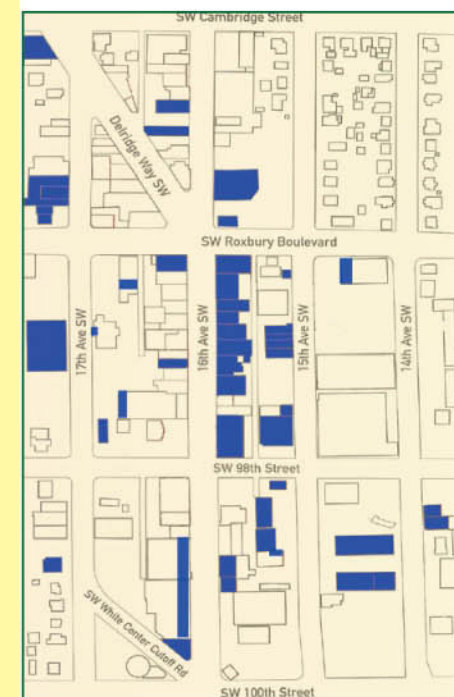 SW Cambridge Street
Delridge Way SW
SW Roxbury Boulevard
17th Ave SW
16th Ave SW
15th Ave SW
14th Ave SW
SW 98th Street
SW White Center Cutoff Rd
SW 100th Street